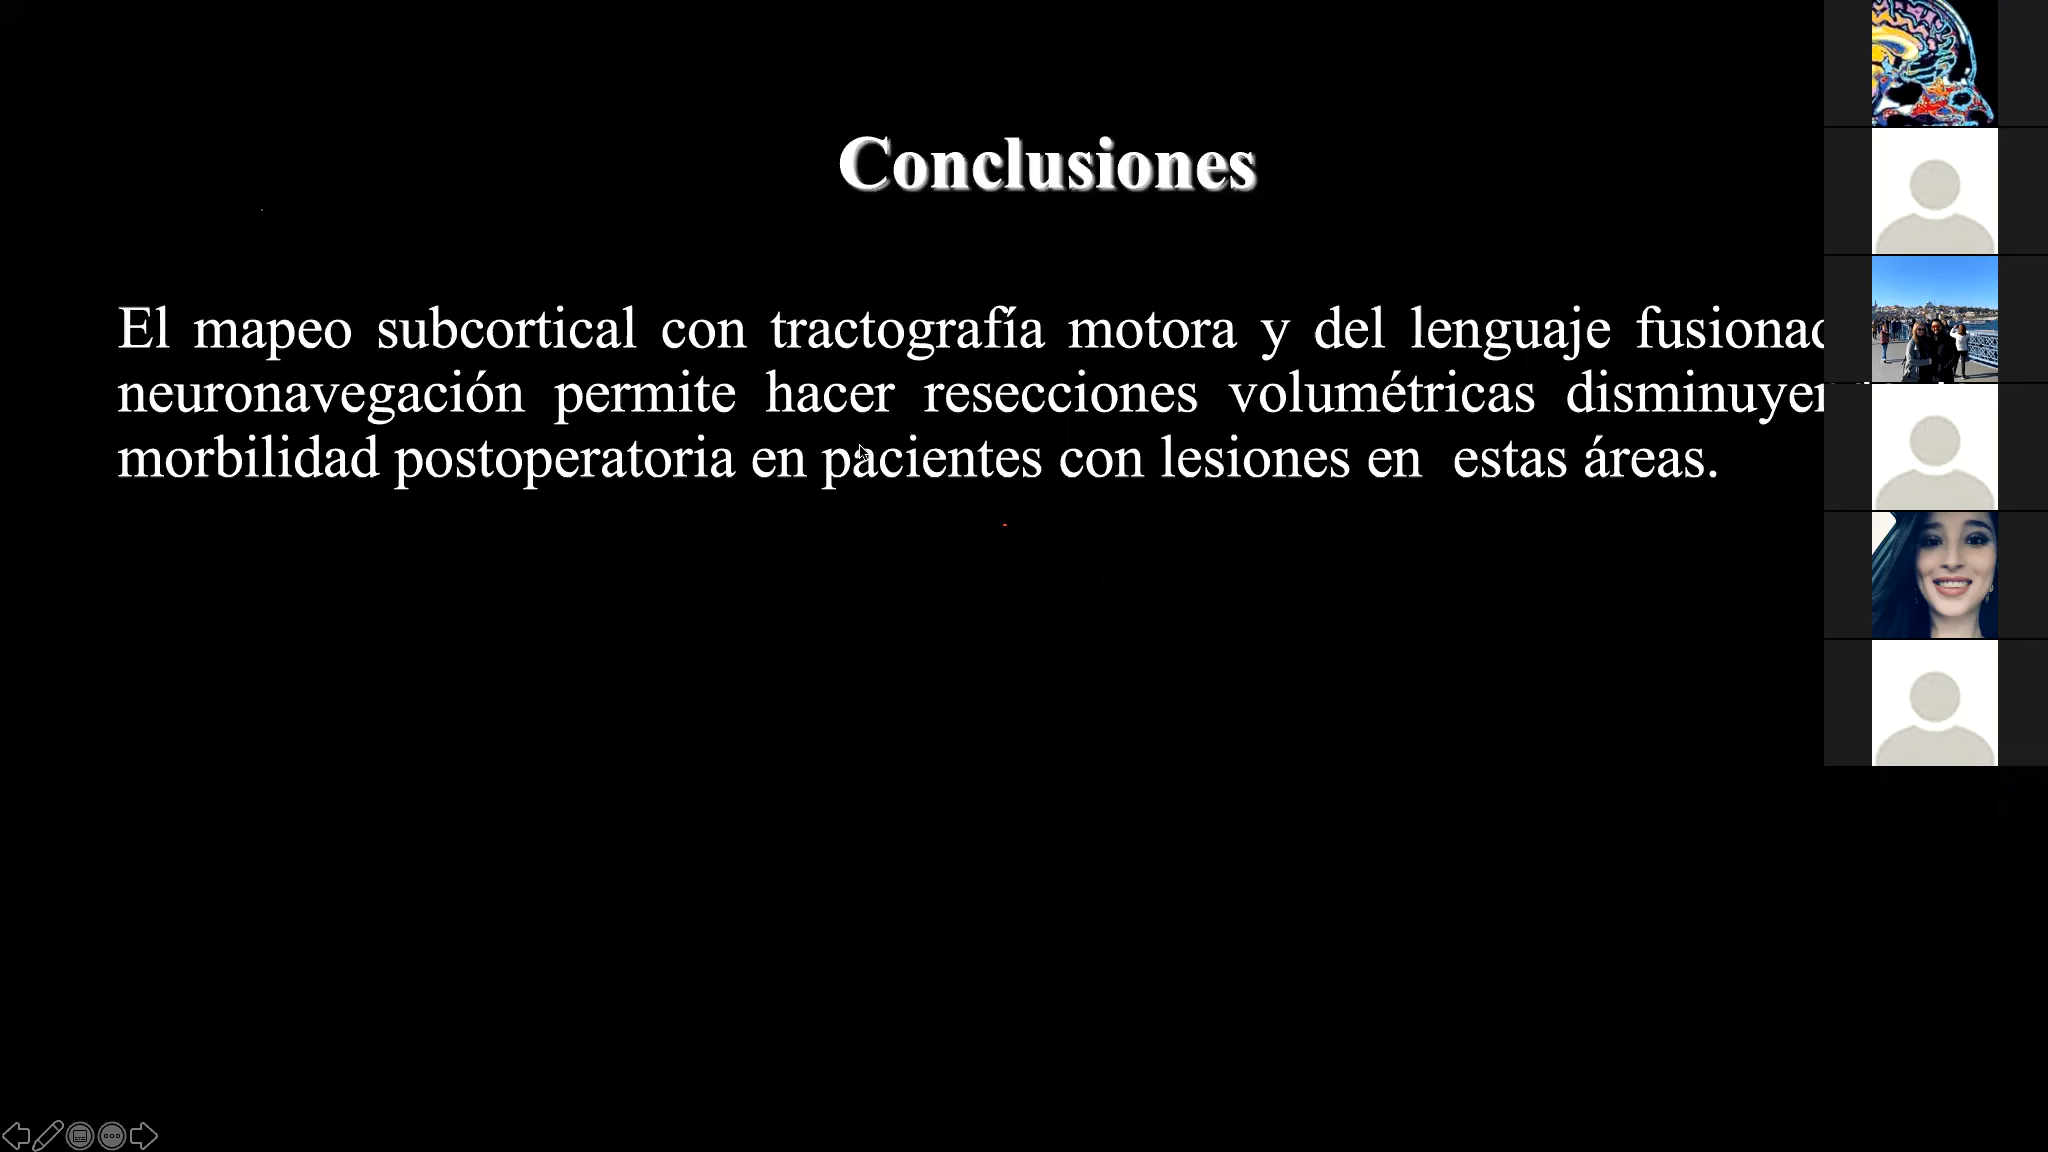 Conclusiones
El mapeo subcortical con tractografía motora y del lenguaje
neuronavegación permite hacer resecciones volumétricas
morbilidad postoperatoria en pacientes con lesiones en estas áreas.